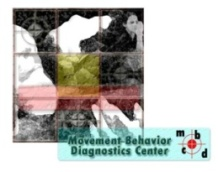 Movement Behavior
Diagnostics Center
m b
c d